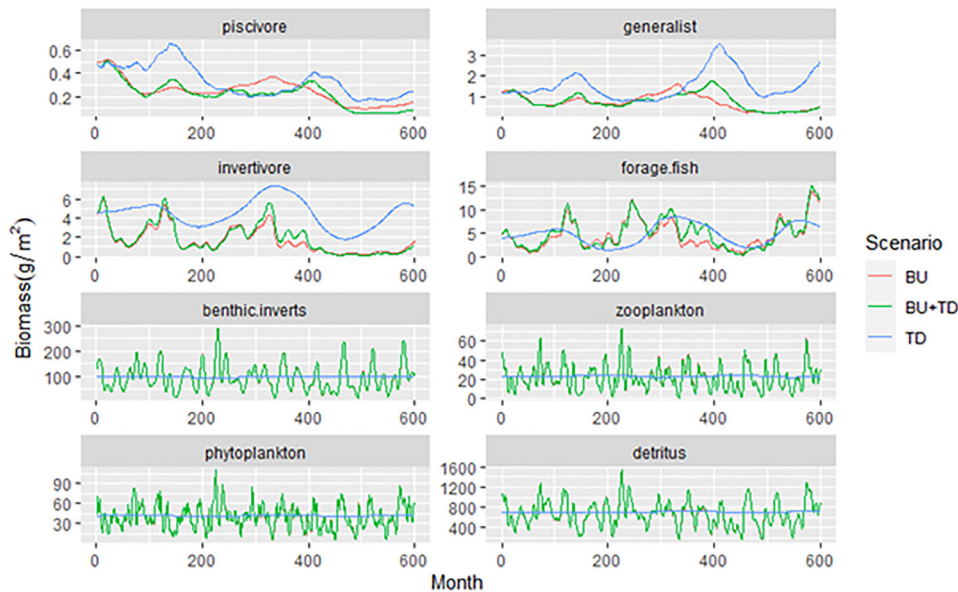 piscivore
generalist
0.6
0.4
0.2
3
2
1
0 200 400 600
0 200 400 600
invertivore
forage.fish
6
4
2
0
15
10
5
0
0 200 400 600
0 200 400 600
benthic.inverts
zooplankton
300
200
100
60
40
20
0
0 200 400 600
0 200 400 600
phytoplankton
detritus
90
60
30
1600
1200
800
400
0 200 400 600
0 200 400 600
Month
Biomass(g/m²)
Scenario
BU
BU+TD
TD